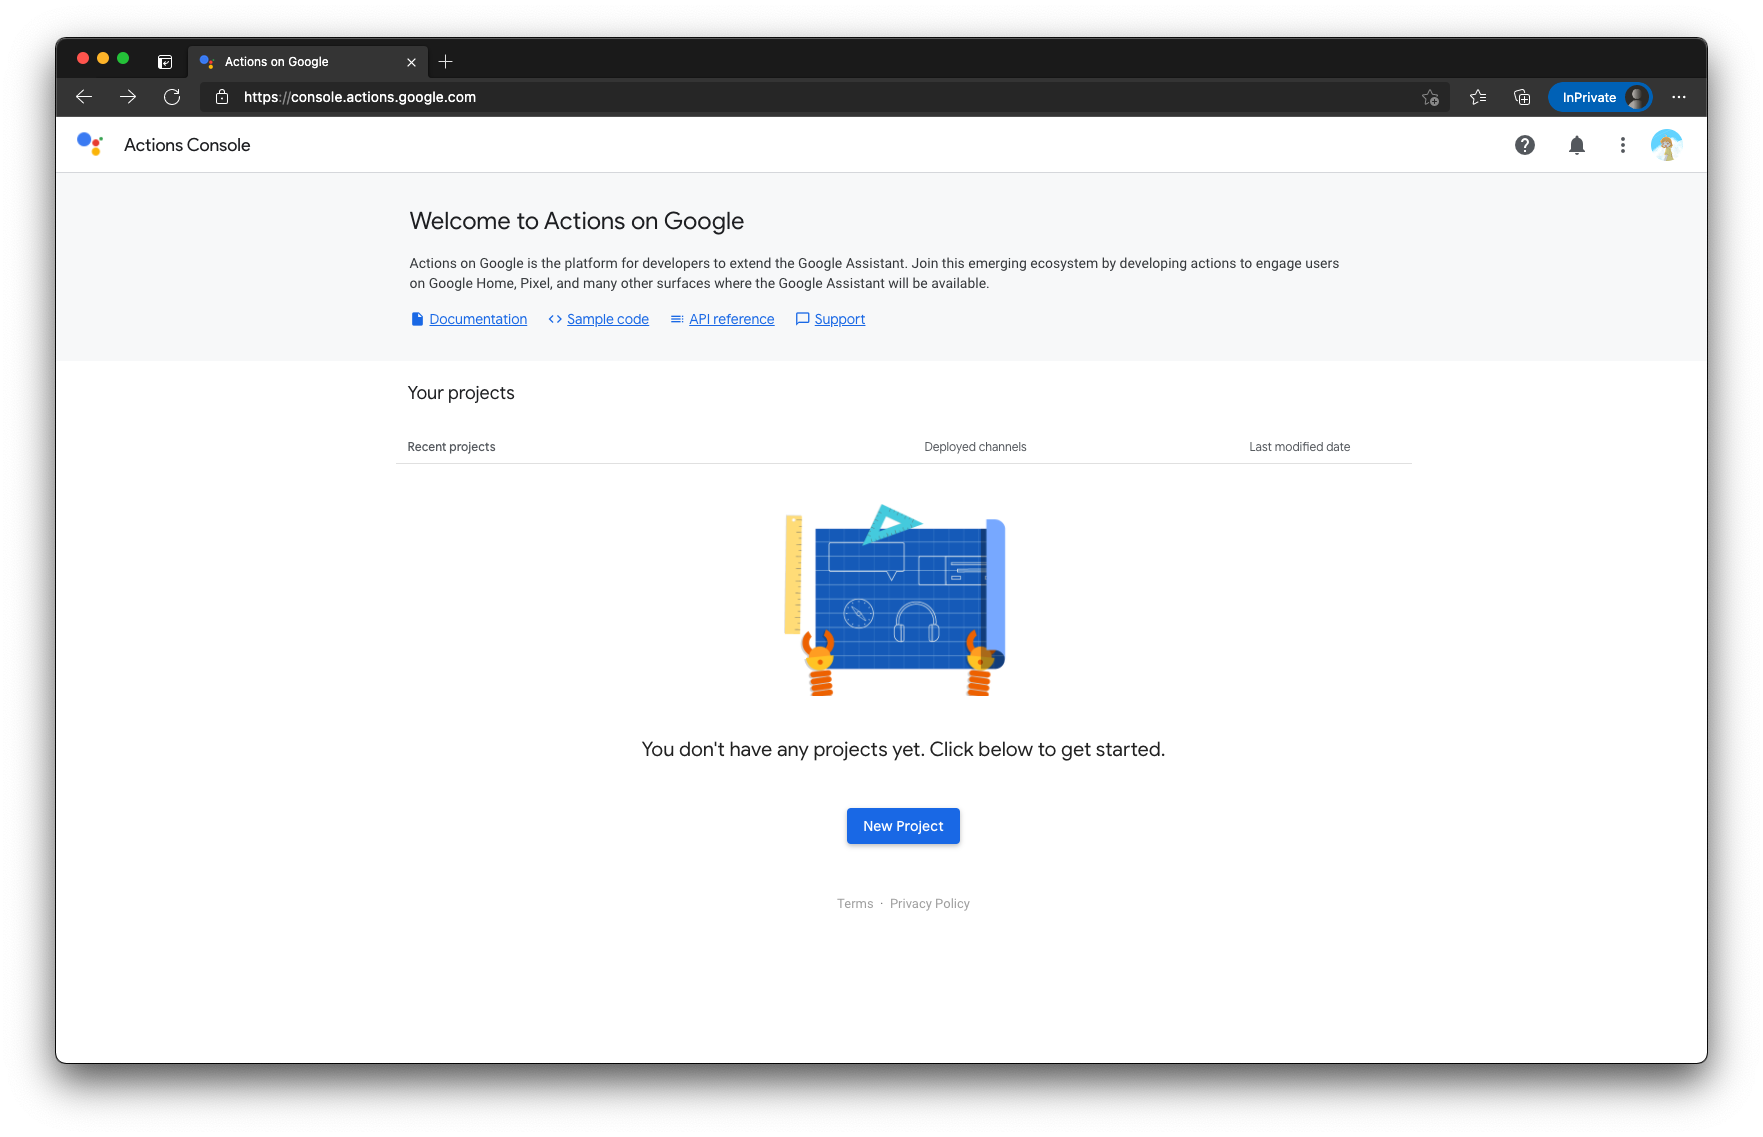 Actions on Google
https://console.actions.google.com
InPrivate
Actions Console
Welcome to Actions on Google
Actions on Google is the platform for developers to extend the Google Assistant. Join this emerging ecosystem by developing actions to engage users
on Google Home, Pixel, and many other surfaces where the Google Assistant will be available.
Documentation <> Sample code API reference Support
Your projects
Recent projects Deployed channels Last modified date
You don't have any projects yet. Click below to get started.
New Project
Terms · Privacy Policy